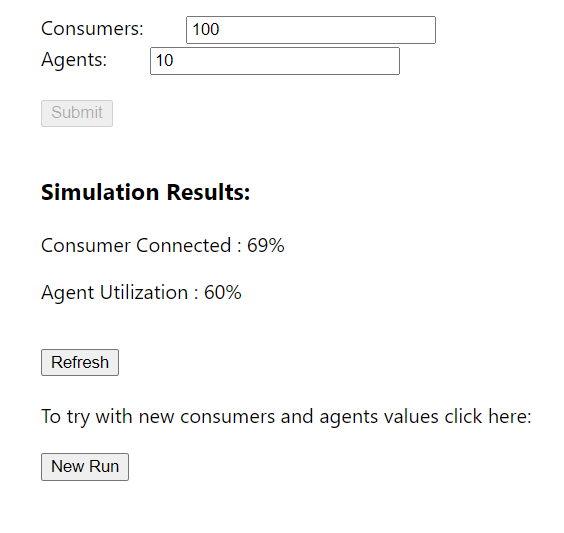 Consumers: 100
Agents: 10
Submit
Simulation Results:
Consumer Connected : 69%
Agent Utilization : 60%
Refresh
To try with new consumers and agents values click here:
New Run